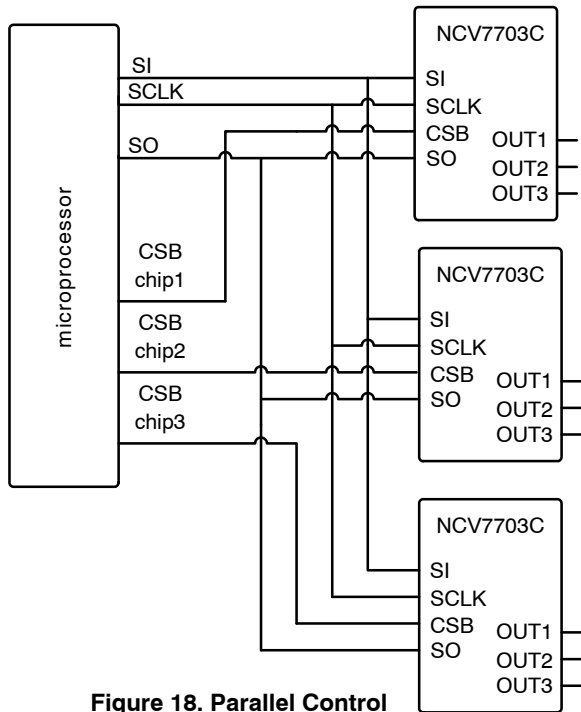 microprocessor
SI
SCLK
SO
CSB
chip1
CSB
chip2
CSB
chip3
NCV7703C
SI
SCLK
CSB
SO
OUT1
OUT2
OUT3
NCV7703C
SI
SCLK
CSB
SO
OUT1
OUT2
OUT3
NCV7703C
SI
SCLK
CSB
SO
OUT1
OUT2
OUT3
Figure 18. Parallel Control